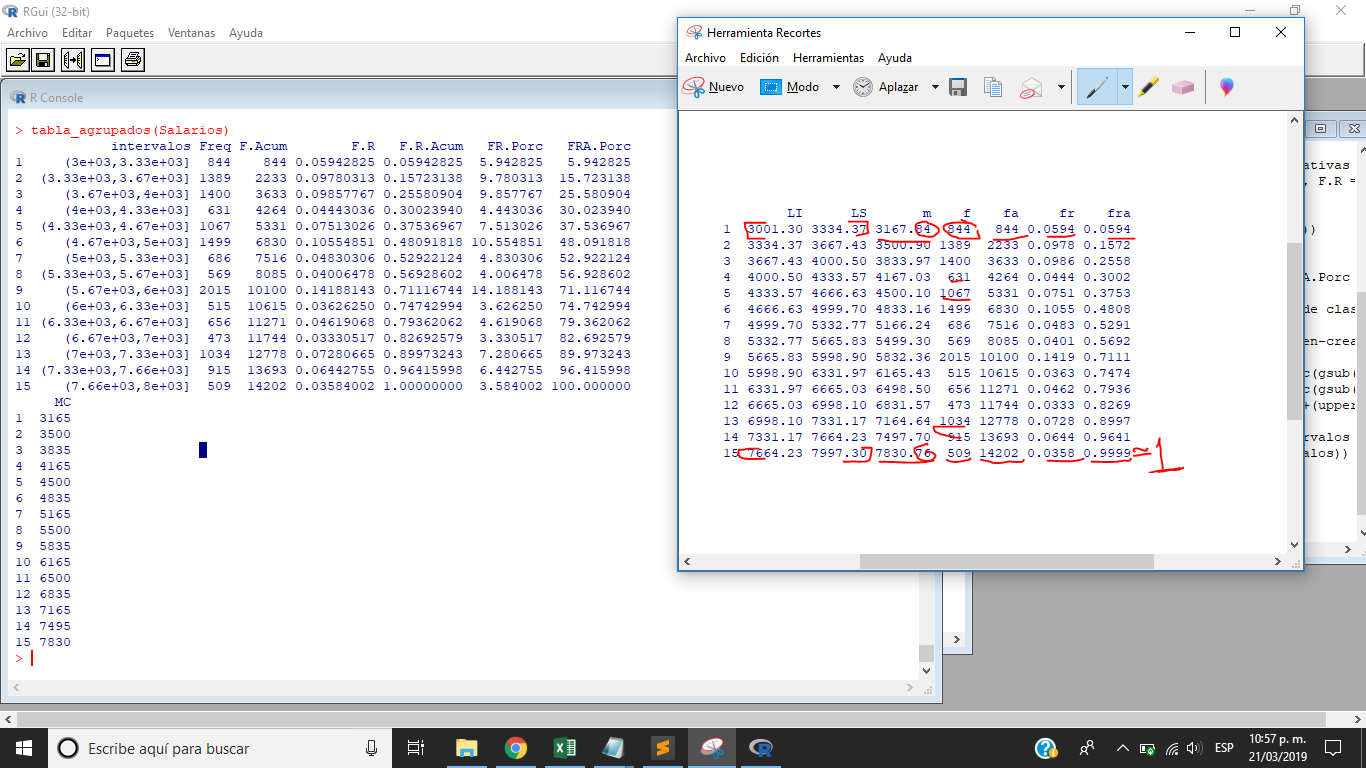 RGui (32-bit)
Archivo Editar Paquetes Ventanas Ayuda
R Console
> tabla_agrupados(Salarios)
intervalos Freq F.Acum F.R F.R.Acum FR.Porc FRA.Porc
1 (3e+03,3.33e+03] 844 844 0.05942825 0.05942825 5.942825 5.942825
2 (3.33e+03,3.67e+03] 1389 2233 0.09780313 0.15723138 9.780313 15.723138
3 (3.67e+03,4e+03] 1400 3633 0.09857767 0.25580904 9.857767 25.580904
4 (4e+03,4.33e+03] 631 4264 0.04443036 0.30023940 4.443036 30.023940
5 (4.33e+03,4.67e+03] 1067 5331 0.07513026 0.37536967 7.513026 37.536967
6 (4.67e+03,5e+03] 1499 6830 0.10554851 0.48091818 10.554851 48.091818
7 (5e+03,5.33e+03] 686 7516 0.04830306 0.52922124 4.830306 52.922124
8 (5.33e+03,5.67e+03] 569 8085 0.04006478 0.56928602 4.006478 56.928602
9 (5.67e+03,6e+03] 2015 10100 0.14188143 0.71116744 14.188143 71.116744
10 (6e+03,6.33e+03] 515 10615 0.03626250 0.74742994 3.626250 74.742994
11 (6.33e+03,6.67e+03] 656 11271 0.04619068 0.79362062 4.619068 79.362062
12 (6.67e+03,7e+03] 473 11744 0.03330517 0.82692579 3.330517 82.692579
13 (7e+03,7.33e+03] 1034 12778 0.07280665 0.89973243 7.280665 89.973243
14 (7.33e+03,7.66e+03] 915 13693 0.06442755 0.96415998 6.442755 96.415998
15 (7.66e+03,8e+03] 509 14202 0.03584002 1.00000000 3.584002 100.000000
MC
1 3165
2 3500
3 3835
4 4165
5 4500
6 4835
7 5165
8 5500
9 5835
10 6165
11 6500
12 6835
13 7165
14 7495
15 7830
>
Herramienta Recortes
Archivo Edición Herramientas Ayuda
Nuevo Modo Aplazar
LI LS m f fa fr fra
1 3001.30 3334.37 3167.84 844 844 0.0594 0.0594
2 3334.37 3667.43 3500.90 1389 2233 0.0978 0.1572
3 3667.43 4000.50 3833.97 1400 3633 0.0986 0.2558
4 4000.50 4333.57 4167.03 631 4264 0.0444 0.3002
5 4333.57 4666.63 4500.10 1067 5331 0.0751 0.3753
6 4666.63 4999.70 4833.16 1499 6830 0.1055 0.4808
7 4999.70 5332.77 5166.24 686 7516 0.0483 0.5291
8 5332.77 5665.83 5499.30 569 8085 0.0401 0.5692
9 5665.83 5998.90 5832.36 2015 10100 0.1419 0.7111
10 5998.90 6331.97 6165.43 515 10615 0.0363 0.7474
11 6331.97 6665.03 6498.50 656 11271 0.0462 0.7936
12 6665.03 6998.10 6831.57 473 11744 0.0333 0.8269
13 6998.10 7331.17 7164.64 1034 12778 0.0728 0.8997
14 7331.17 7664.23 7497.70 915 13693 0.0644 0.9641
15 7664.23 7997.30 7830.76 509 14202 0.0358 0.9999 ≈ 1
ativas
, F.R =
))
A.Porc
de clas
en-crea
c(gsub(
c(gsub(
+(upper
rvalos
alos))
Escribe aquí para buscar
ESP
10:57 p. m.
21/03/2019